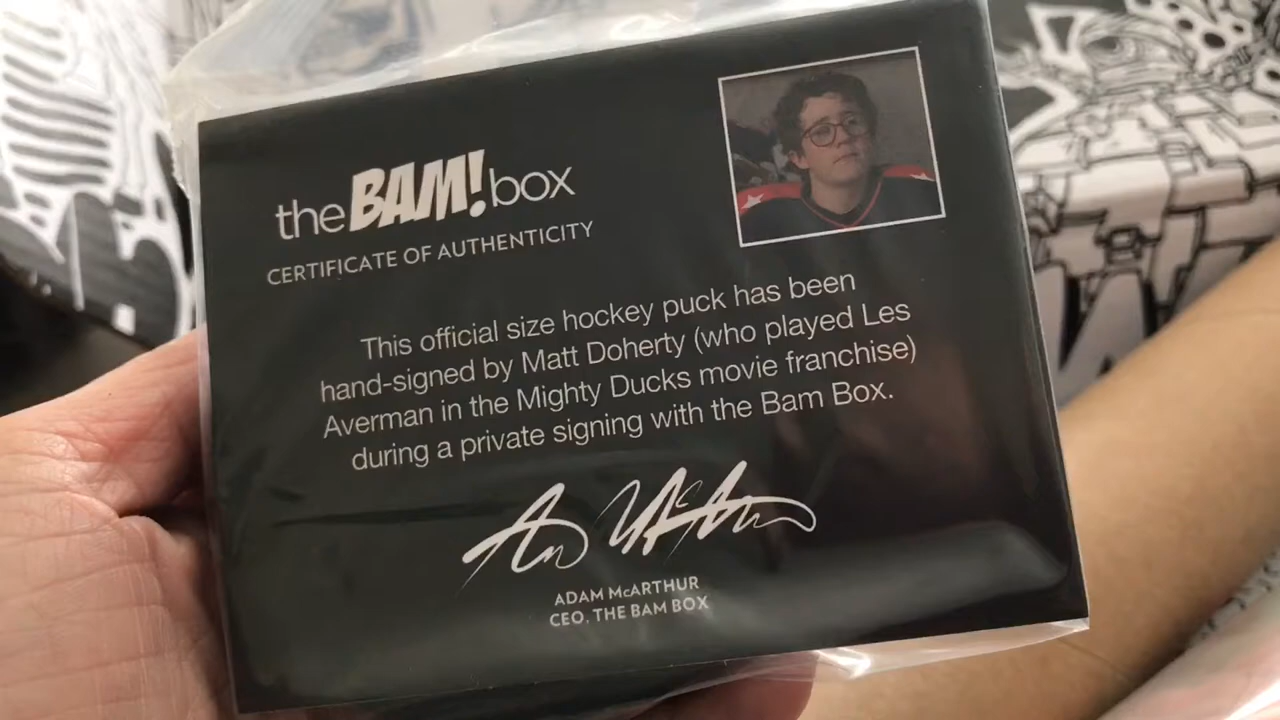 the BAM! box
CERTIFICATE OF AUTHENTICITY
This official size hockey puck has been
hand-signed by Matt Doherty (who played Les
Averman in the Mighty Ducks movie franchise)
during a private signing with the Bam Box.
ADAM McARTHUR
CEO, THE BAM BOX